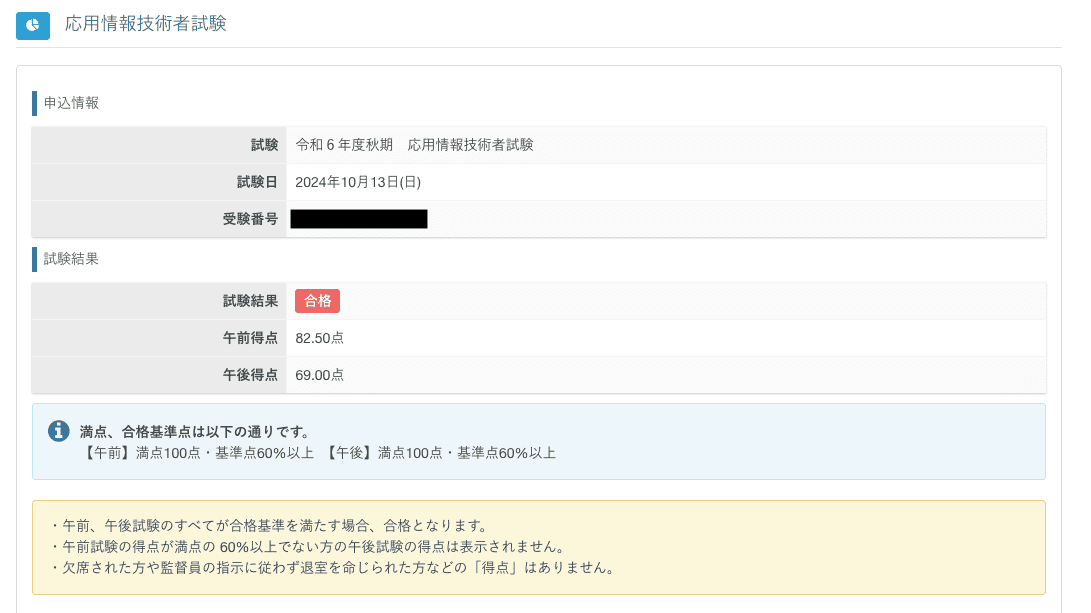 応用情報技術者試験
申込情報
試験 令和６年度秋期　応用情報技術者試験
試験日 2024年10月13日(日)
受験番号
試験結果
試験結果 合格
午前得点 82.50点
午後得点 69.00点
満点、合格基準点は以下の通りです。
【午前】満点100点・基準点60%以上 【午後】満点100点・基準点60%以上
・午前、午後試験のすべてが合格基準を満たす場合、合格となります。
・午前試験の得点が満点の 60%以上でない方の午後試験の得点は表示されません。
・欠席された方や監督員の指示に従わず退室を命じられた方などの「得点」はありません。